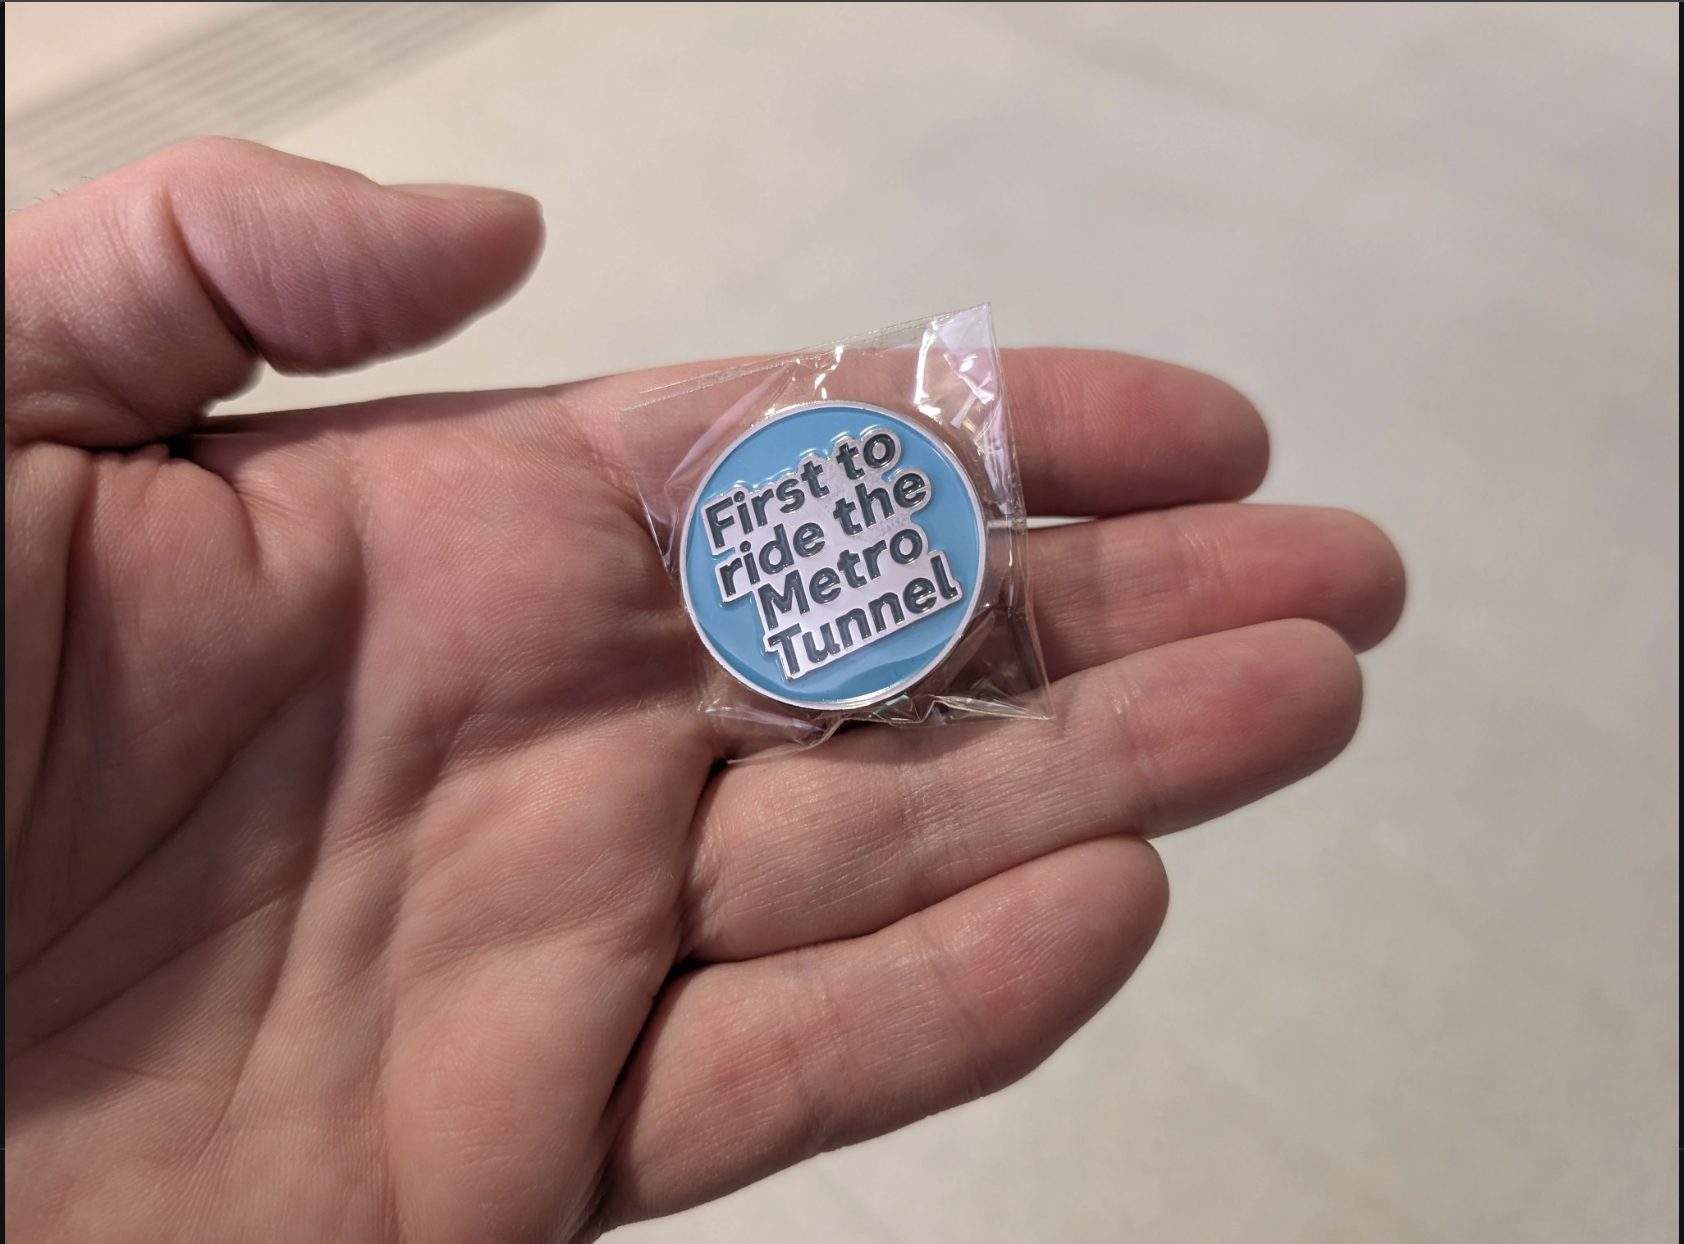 First to
ride the
Metro
Tunnel